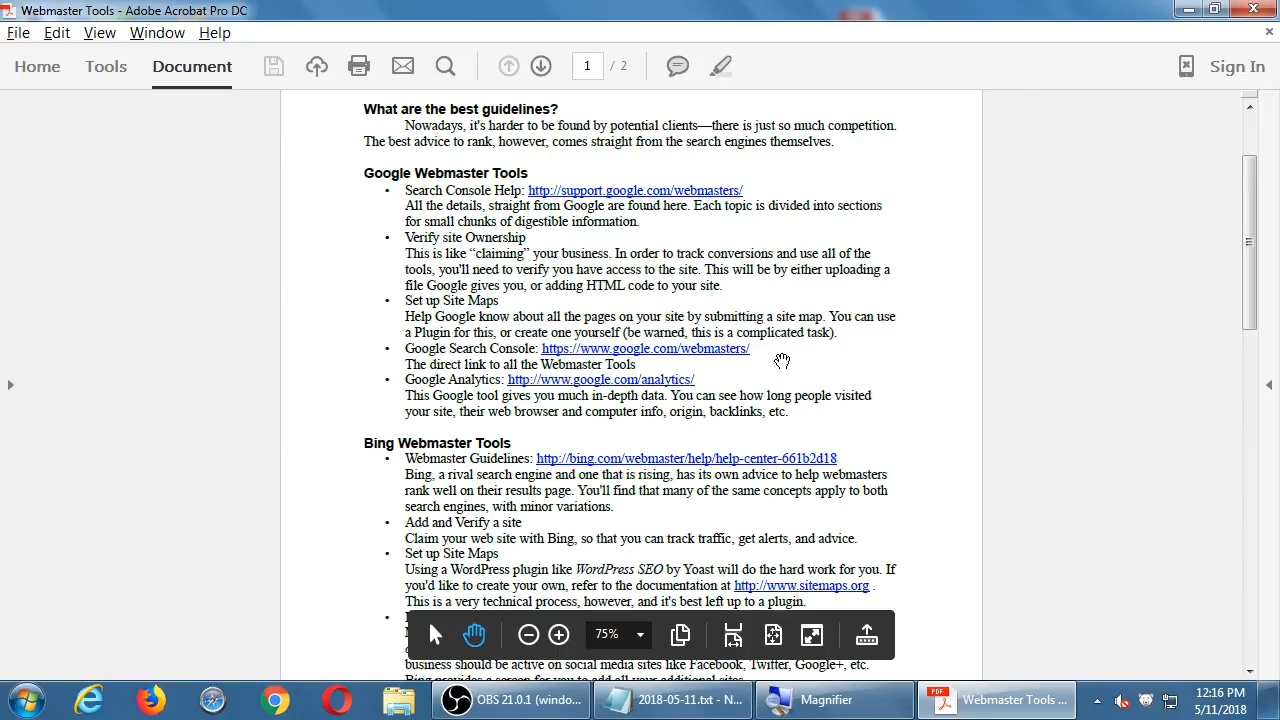 Webmaster Tools - Adobe Acrobat Pro DC
File Edit View Window Help
Home Tools Document 1 / 2 Sign In
What are the best guidelines?
Nowadays, it's harder to be found by potential clients—there is just so much competition.
The best advice to rank, however, comes straight from the search engines themselves.
Google Webmaster Tools
• Search Console Help: http://support.google.com/webmasters/
All the details, straight from Google are found here. Each topic is divided into sections
for small chunks of digestible information.
• Verify site Ownership
This is like “claiming” your business. In order to track conversions and use all of the
tools, you'll need to verify you have access to the site. This will be by either uploading a
file Google gives you, or adding HTML code to your site.
• Set up Site Maps
Help Google know about all the pages on your site by submitting a site map. You can use
a Plugin for this, or create one yourself (be warned, this is a complicated task).
• Google Search Console: https://www.google.com/webmasters/
The direct link to all the Webmaster Tools
• Google Analytics: http://www.google.com/analytics/
This Google tool gives you much in-depth data. You can see how long people visited
your site, their web browser and computer info, origin, backlinks, etc.
Bing Webmaster Tools
• Webmaster Guidelines: http://bing.com/webmaster/help/help-center-661b2d18
Bing, a rival search engine and one that is rising, has its own advice to help webmasters
rank well on their results page. You'll find that many of the same concepts apply to both
search engines, with minor variations.
• Add and Verify a site
Claim your web site with Bing, so that you can track traffic, get alerts, and advice.
• Set up Site Maps
Using a WordPress plugin like WordPress SEO by Yoast will do the hard work for you. If
you'd like to create your own, refer to the documentation at http://www.sitemaps.org .
This is a very technical process, however, and it's best left up to a plugin.
75%
business should be active on social media sites like Facebook, Twitter, Google+, etc.
Bing provides a screen for you to add all your additional sites.
OBS 21.0.1 (windo... 2018-05-11.txt - N... Magnifier PDF Webmaster Tools ... 12:16 PM
5/11/2018